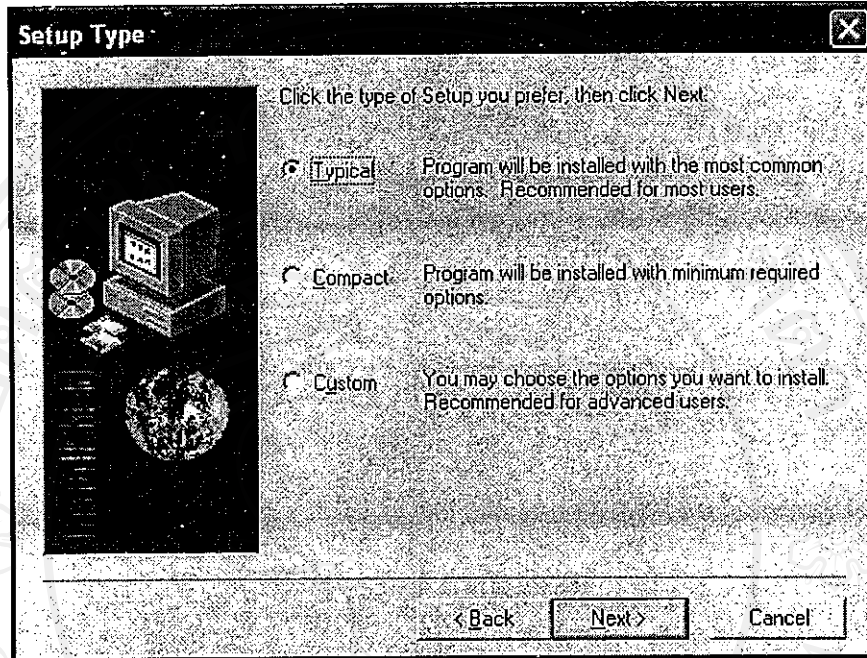 Setup Type
Click the type of Setup you prefer, then click Next.
Typical Program will be installed with the most common
options. Recommended for most users.
Compact Program will be installed with minimum required
options.
Custom You may choose the options you want to install.
Recommended for advanced users.
< Back Next > Cancel